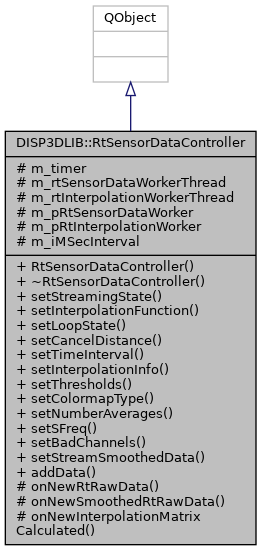 QObject
DISP3DLIB::RtSensorDataController
# m_timer
# m_rtSensorDataWorkerThread
# m_rtInterpolationWorkerThread
# m_pRtSensorDataWorker
# m_pRtInterpolationWorker
# m_iMSecInterval
+ RtSensorDataController()
+ ~RtSensorDataController()
+ setStreamingState()
+ setInterpolationFunction()
+ setLoopState()
+ setCancelDistance()
+ setTimeInterval()
+ setInterpolationInfo()
+ setThresholds()
+ setColormapType()
+ setNumberAverages()
+ setSFreq()
+ setBadChannels()
+ setStreamSmoothedData()
+ addData()
# onNewRtRawData()
# onNewSmoothedRtRawData()
# onNewInterpolationMatrix
Calculated()